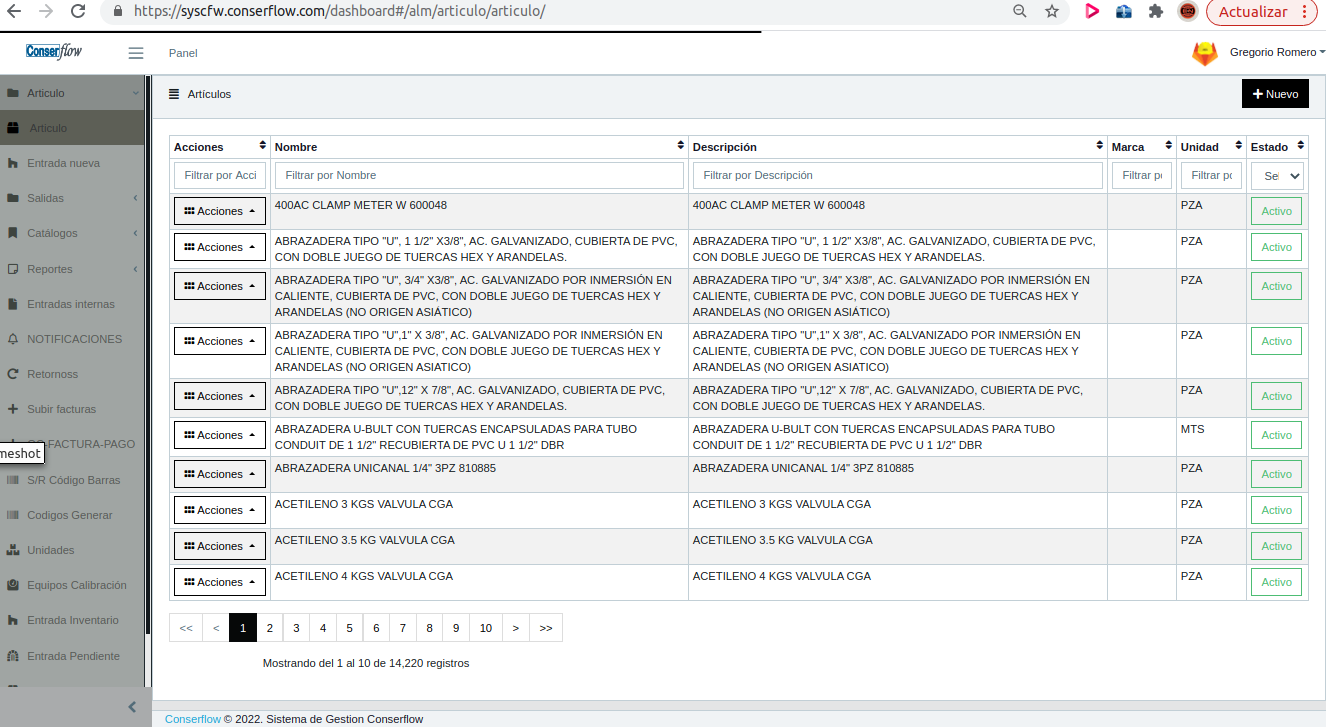 https://syscfw.conserflow.com/dashboard#/alm/articulo/articulo/
Actualizar
Conserflow
Panel
Gregorio Romero
Articulo
Articulo
Entrada nueva
Salidas
Catálogos
Reportes
Entradas internas
NOTIFICACIONES
Retornoss
Subir facturas
-FACTURA-PAGO
meshot
S/R Código Barras
Codigos Generar
Unidades
Equipos Calibración
Entrada Inventario
Entrada Pendiente
Artículos
+ Nuevo
Acciones Nombre Descripción Marca Unidad Estado
Filtrar por Acci Filtrar por Nombre Filtrar por Descripción Filtrar pe Filtrar po Sel
Acciones 400AC CLAMP METER W 600048 400AC CLAMP METER W 600048 PZA Activo
Acciones ABRAZADERA TIPO "U", 1 1/2" X3/8", AC. GALVANIZADO, CUBIERTA DE PVC, ABRAZADERA TIPO "U", 1 1/2" X3/8", AC. GALVANIZADO, CUBIERTA DE PVC, PZA Activo
CON DOBLE JUEGO DE TUERCAS HEX Y ARANDELAS. CON DOBLE JUEGO DE TUERCAS HEX Y ARANDELAS.
Acciones ABRAZADERA TIPO "U", 3/4" X3/8", AC. GALVANIZADO POR INMERSIÓN EN ABRAZADERA TIPO "U", 3/4" X3/8", AC. GALVANIZADO POR INMERSIÓN EN PZA Activo
CALIENTE, CUBIERTA DE PVC, CON DOBLE JUEGO DE TUERCAS HEX Y CALIENTE, CUBIERTA DE PVC, CON DOBLE JUEGO DE TUERCAS HEX Y
ARANDELAS (NO ORIGEN ASIÁTICO) ARANDELAS (NO ORIGEN ASIÁTICO)
Acciones ABRAZADERA TIPO "U",1" X 3/8", AC. GALVANIZADO POR INMERSIÓN EN ABRAZADERA TIPO "U",1" X 3/8", AC. GALVANIZADO POR INMERSIÓN EN PZA Activo
CALIENTE, CUBIERTA DE PVC, CON DOBLE JUEGO DE TUERCAS HEX Y CALIENTE, CUBIERTA DE PVC, CON DOBLE JUEGO DE TUERCAS HEX Y
ARANDELAS (NO ORIGEN ASIATICO) ARANDELAS (NO ORIGEN ASIATICO)
Acciones ABRAZADERA TIPO "U",12" X 7/8", AC. GALVANIZADO, CUBIERTA DE PVC, ABRAZADERA TIPO "U",12" X 7/8", AC. GALVANIZADO, CUBIERTA DE PVC, PZA Activo
CON DOBLE JUEGO DE TUERCAS HEX Y ARANDELAS. CON DOBLE JUEGO DE TUERCAS HEX Y ARANDELAS.
Acciones ABRAZADERA U-BULT CON TUERCAS ENCAPSULADAS PARA TUBO ABRAZADERA U-BULT CON TUERCAS ENCAPSULADAS PARA TUBO MTS Activo
CONDUIT DE 1 1/2" RECUBIERTA DE PVC U 1 1/2" DBR CONDUIT DE 1 1/2" RECUBIERTA DE PVC U 1 1/2" DBR
Acciones ABRAZADERA UNICANAL 1/4" 3PZ 810885 ABRAZADERA UNICANAL 1/4" 3PZ 810885 PZA Activo
Acciones ACETILENO 3 KGS VALVULA CGA ACETILENO 3 KGS VALVULA CGA PZA Activo
Acciones ACETILENO 3.5 KG VALVULA CGA ACETILENO 3.5 KG VALVULA CGA PZA Activo
Acciones ACETILENO 4 KGS VALVULA CGA ACETILENO 4 KGS VALVULA CGA PZA Activo
<< < 1 2 3 4 5 6 7 8 9 10 > >>
Mostrando del 1 al 10 de 14,220 registros
Conserflow © 2022. Sistema de Gestion Conserflow